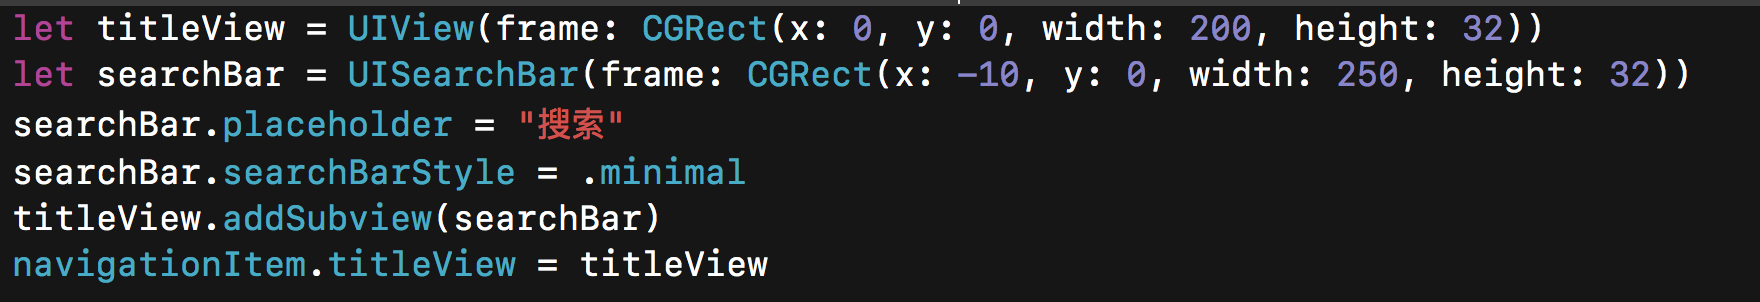 let titleView = UIView(frame: CGRect(x: 0, y: 0, width: 200, height: 32))
let searchBar = UISearchBar(frame: CGRect(x: -10, y: 0, width: 250, height: 32))
searchBar.placeholder = "搜索"
searchBar.searchBarStyle = .minimal
titleView.addSubview(searchBar)
navigationItem.titleView = titleView